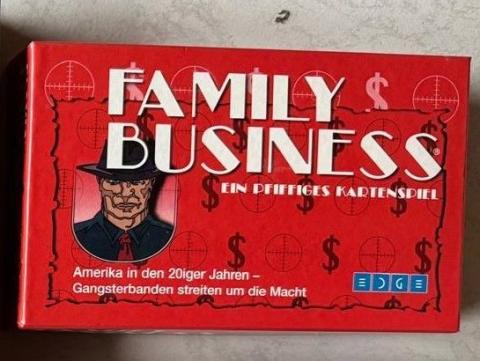 FAMILY
BUSINESS®
EIN PFIFFIGES KARTENSPIEL
Amerika in den 20iger Jahren –
Gangsterbanden streiten um die Macht
EDGE